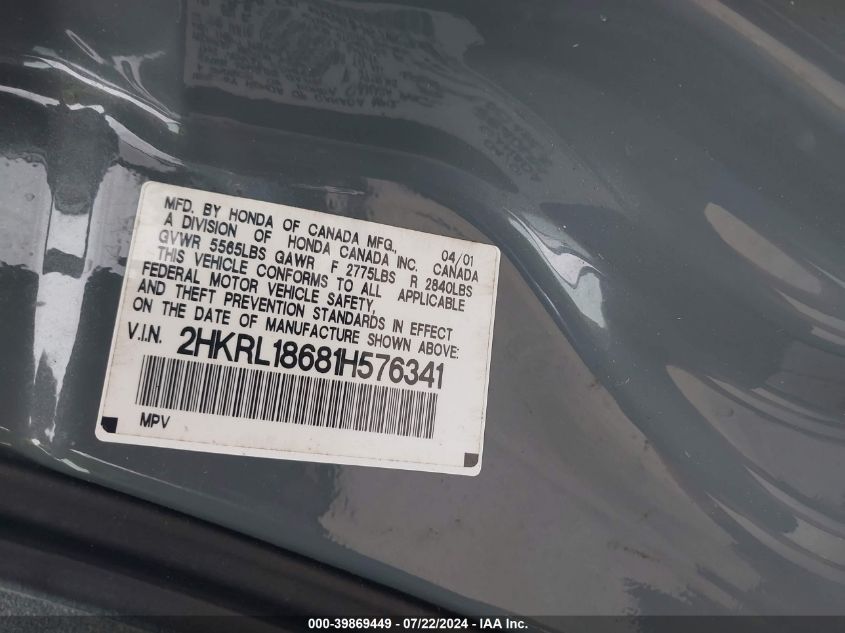 MFD. BY HONDA OF CANADA MFG., 04/01
A DIVISION OF HONDA CANADA INC. CANADA
GVWR 5565LBS GAWR F 2775LBS R 2840LBS
THIS VEHICLE CONFORMS TO ALL APPLICABLE
FEDERAL MOTOR VEHICLE SAFETY,
AND THEFT PREVENTION STANDARDS IN EFFECT
ON THE DATE OF MANUFACTURE SHOWN ABOVE:
V.I.N. 2HKRL18681H576341
MPV
000-39869449 / 07/22/2024 - © IAA Inc.